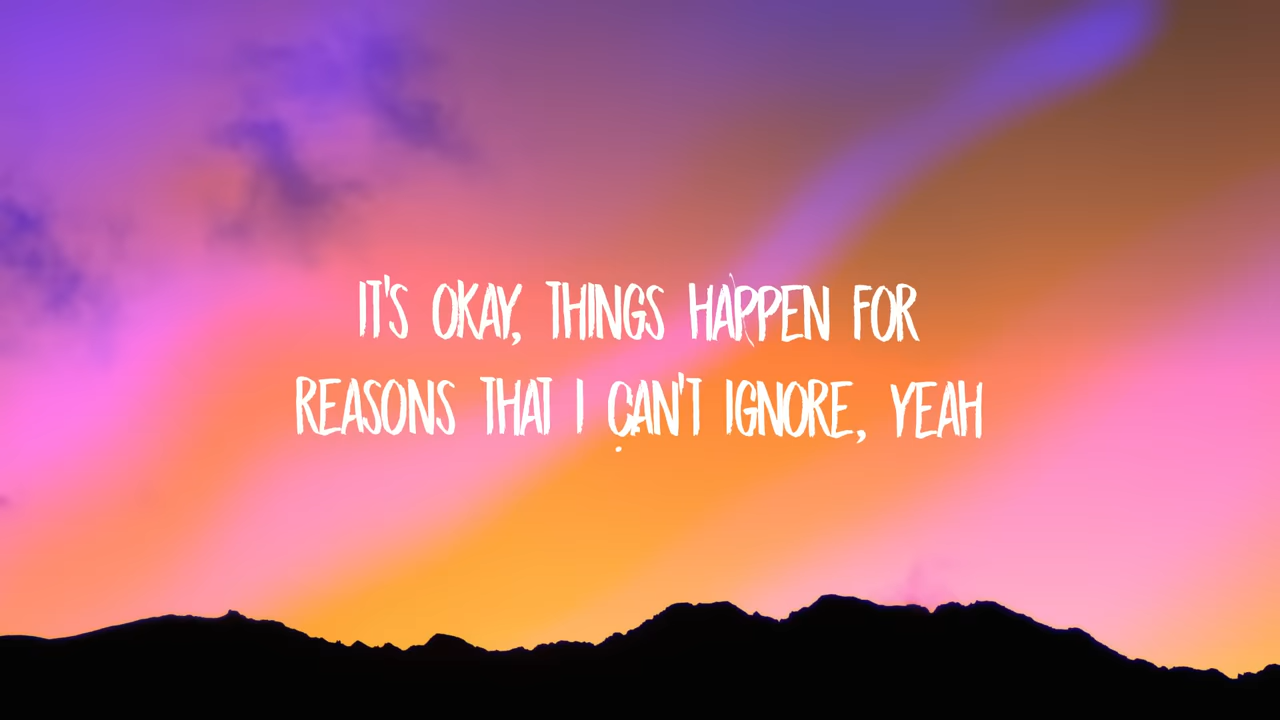 IT'S OKAY, THINGS HAPPEN FOR
REASONS THAT I CAN'T IGNORE, YEAH